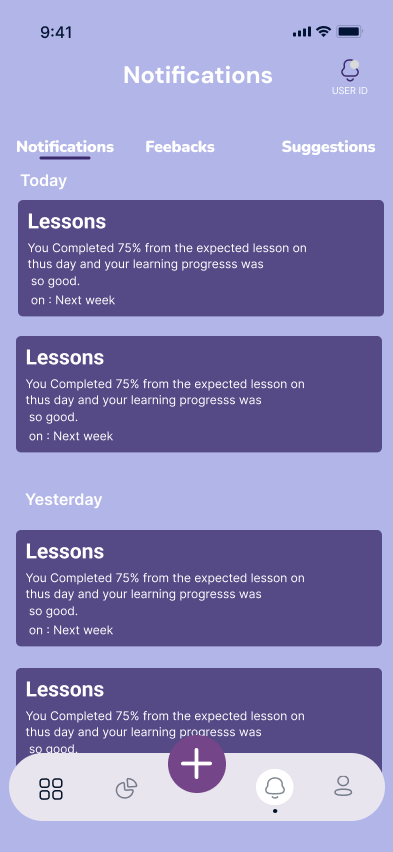 9:41
Notifications
USER ID
Notifications Feebacks Suggestions
Today
Lessons
You Completed 75% from the expected lesson on
thus day and your learning progresss was
so good.
on : Next week
Lessons
You Completed 75% from the expected lesson on
thus day and your learning progresss was
so good.
on : Next week
Yesterday
Lessons
You Completed 75% from the expected lesson on
thus day and your learning progresss was
so good.
on : Next week
Lessons
You Completed 75% from the expected lesson on
thus day and your learning progresss was
so good.